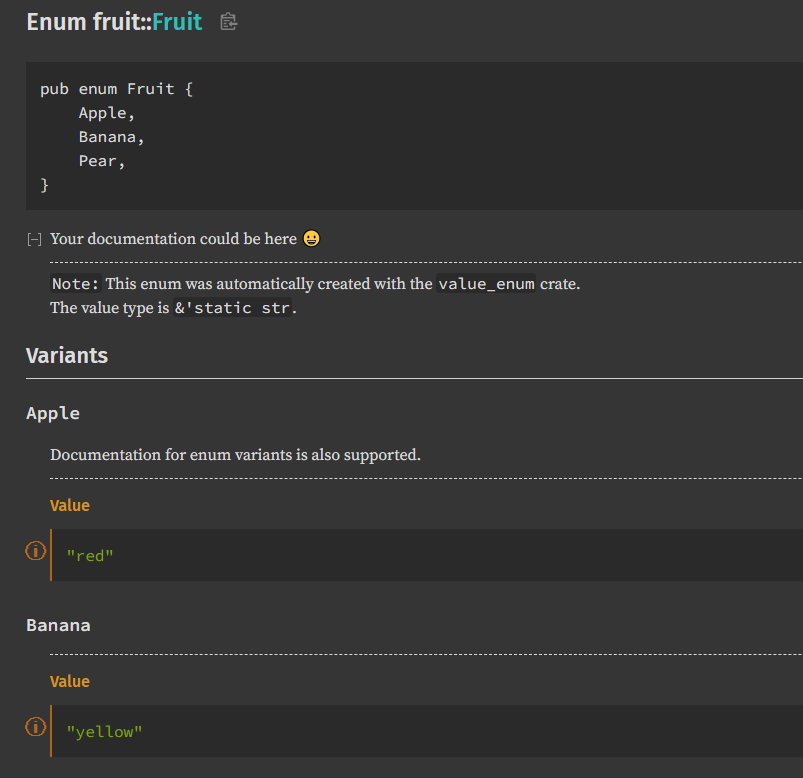 Enum fruit::Fruit
pub enum Fruit {
    Apple,
    Banana,
    Pear,
}
[−] Your documentation could be here 😀
Note: This enum was automatically created with the value_enum crate.
The value type is &'static str.
Variants
Apple
Documentation for enum variants is also supported.
Value
"red"
Banana
Value
"yellow"